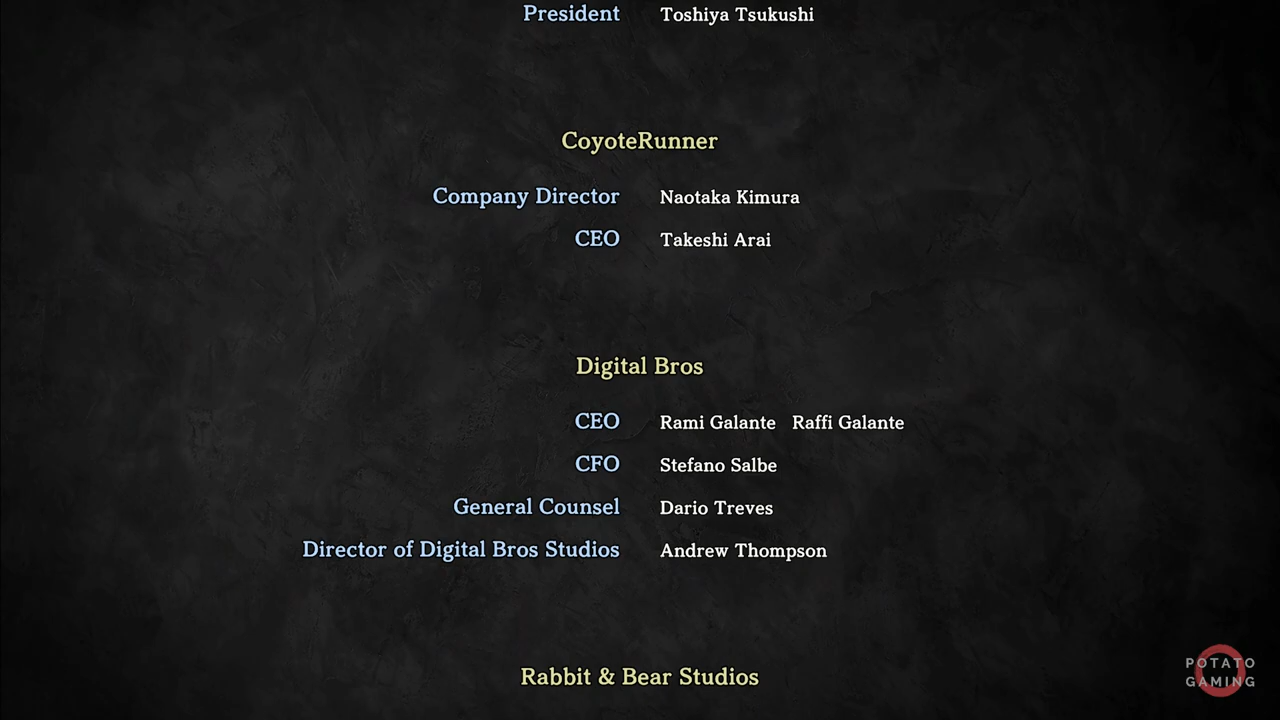 President Toshiya Tsukushi
CoyoteRunner
Company Director Naotaka Kimura
CEO Takeshi Arai
Digital Bros
CEO Rami Galante Raffi Galante
CFO Stefano Salbe
General Counsel Dario Treves
Director of Digital Bros Studios Andrew Thompson
Rabbit & Bear Studios
POTATO
GAMING